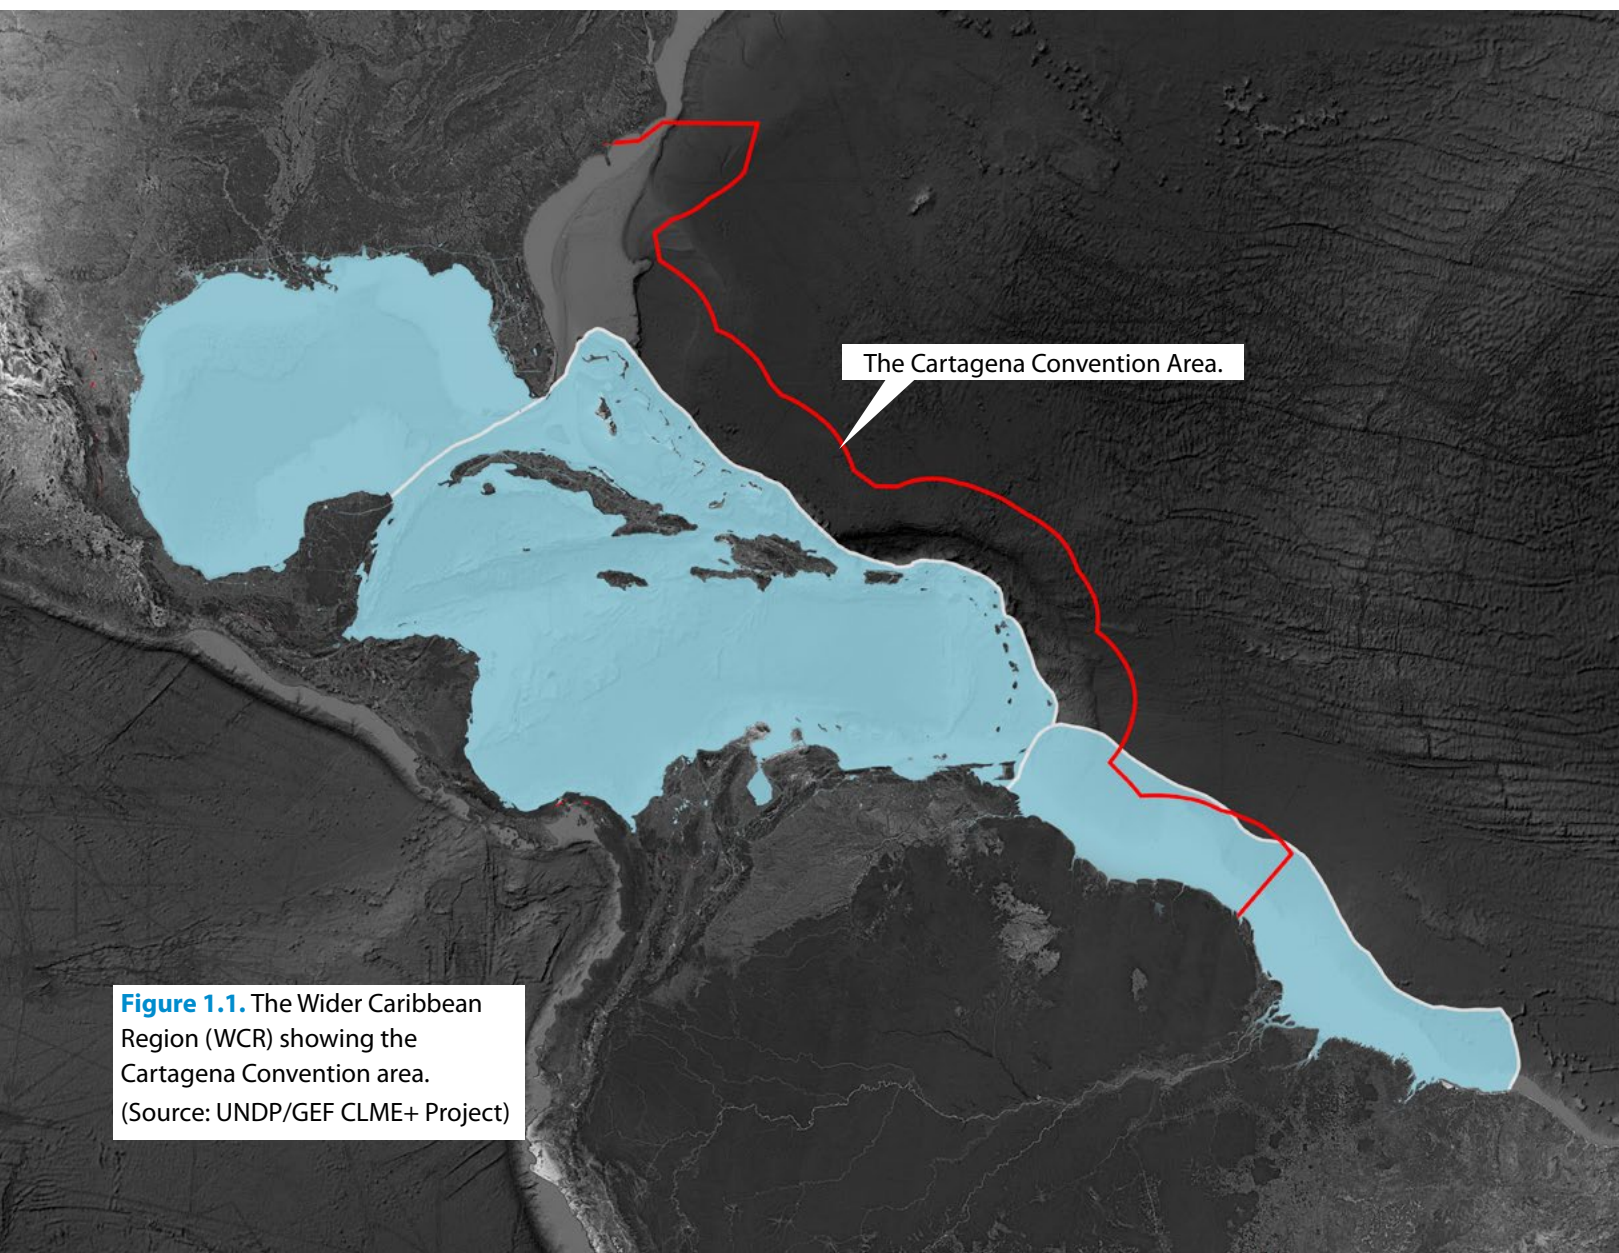 The Cartagena Convention Area.
Figure 1.1. The Wider Caribbean
Region (WCR) showing the
Cartagena Convention area.
(Source: UNDP/GEF CLME+ Project)